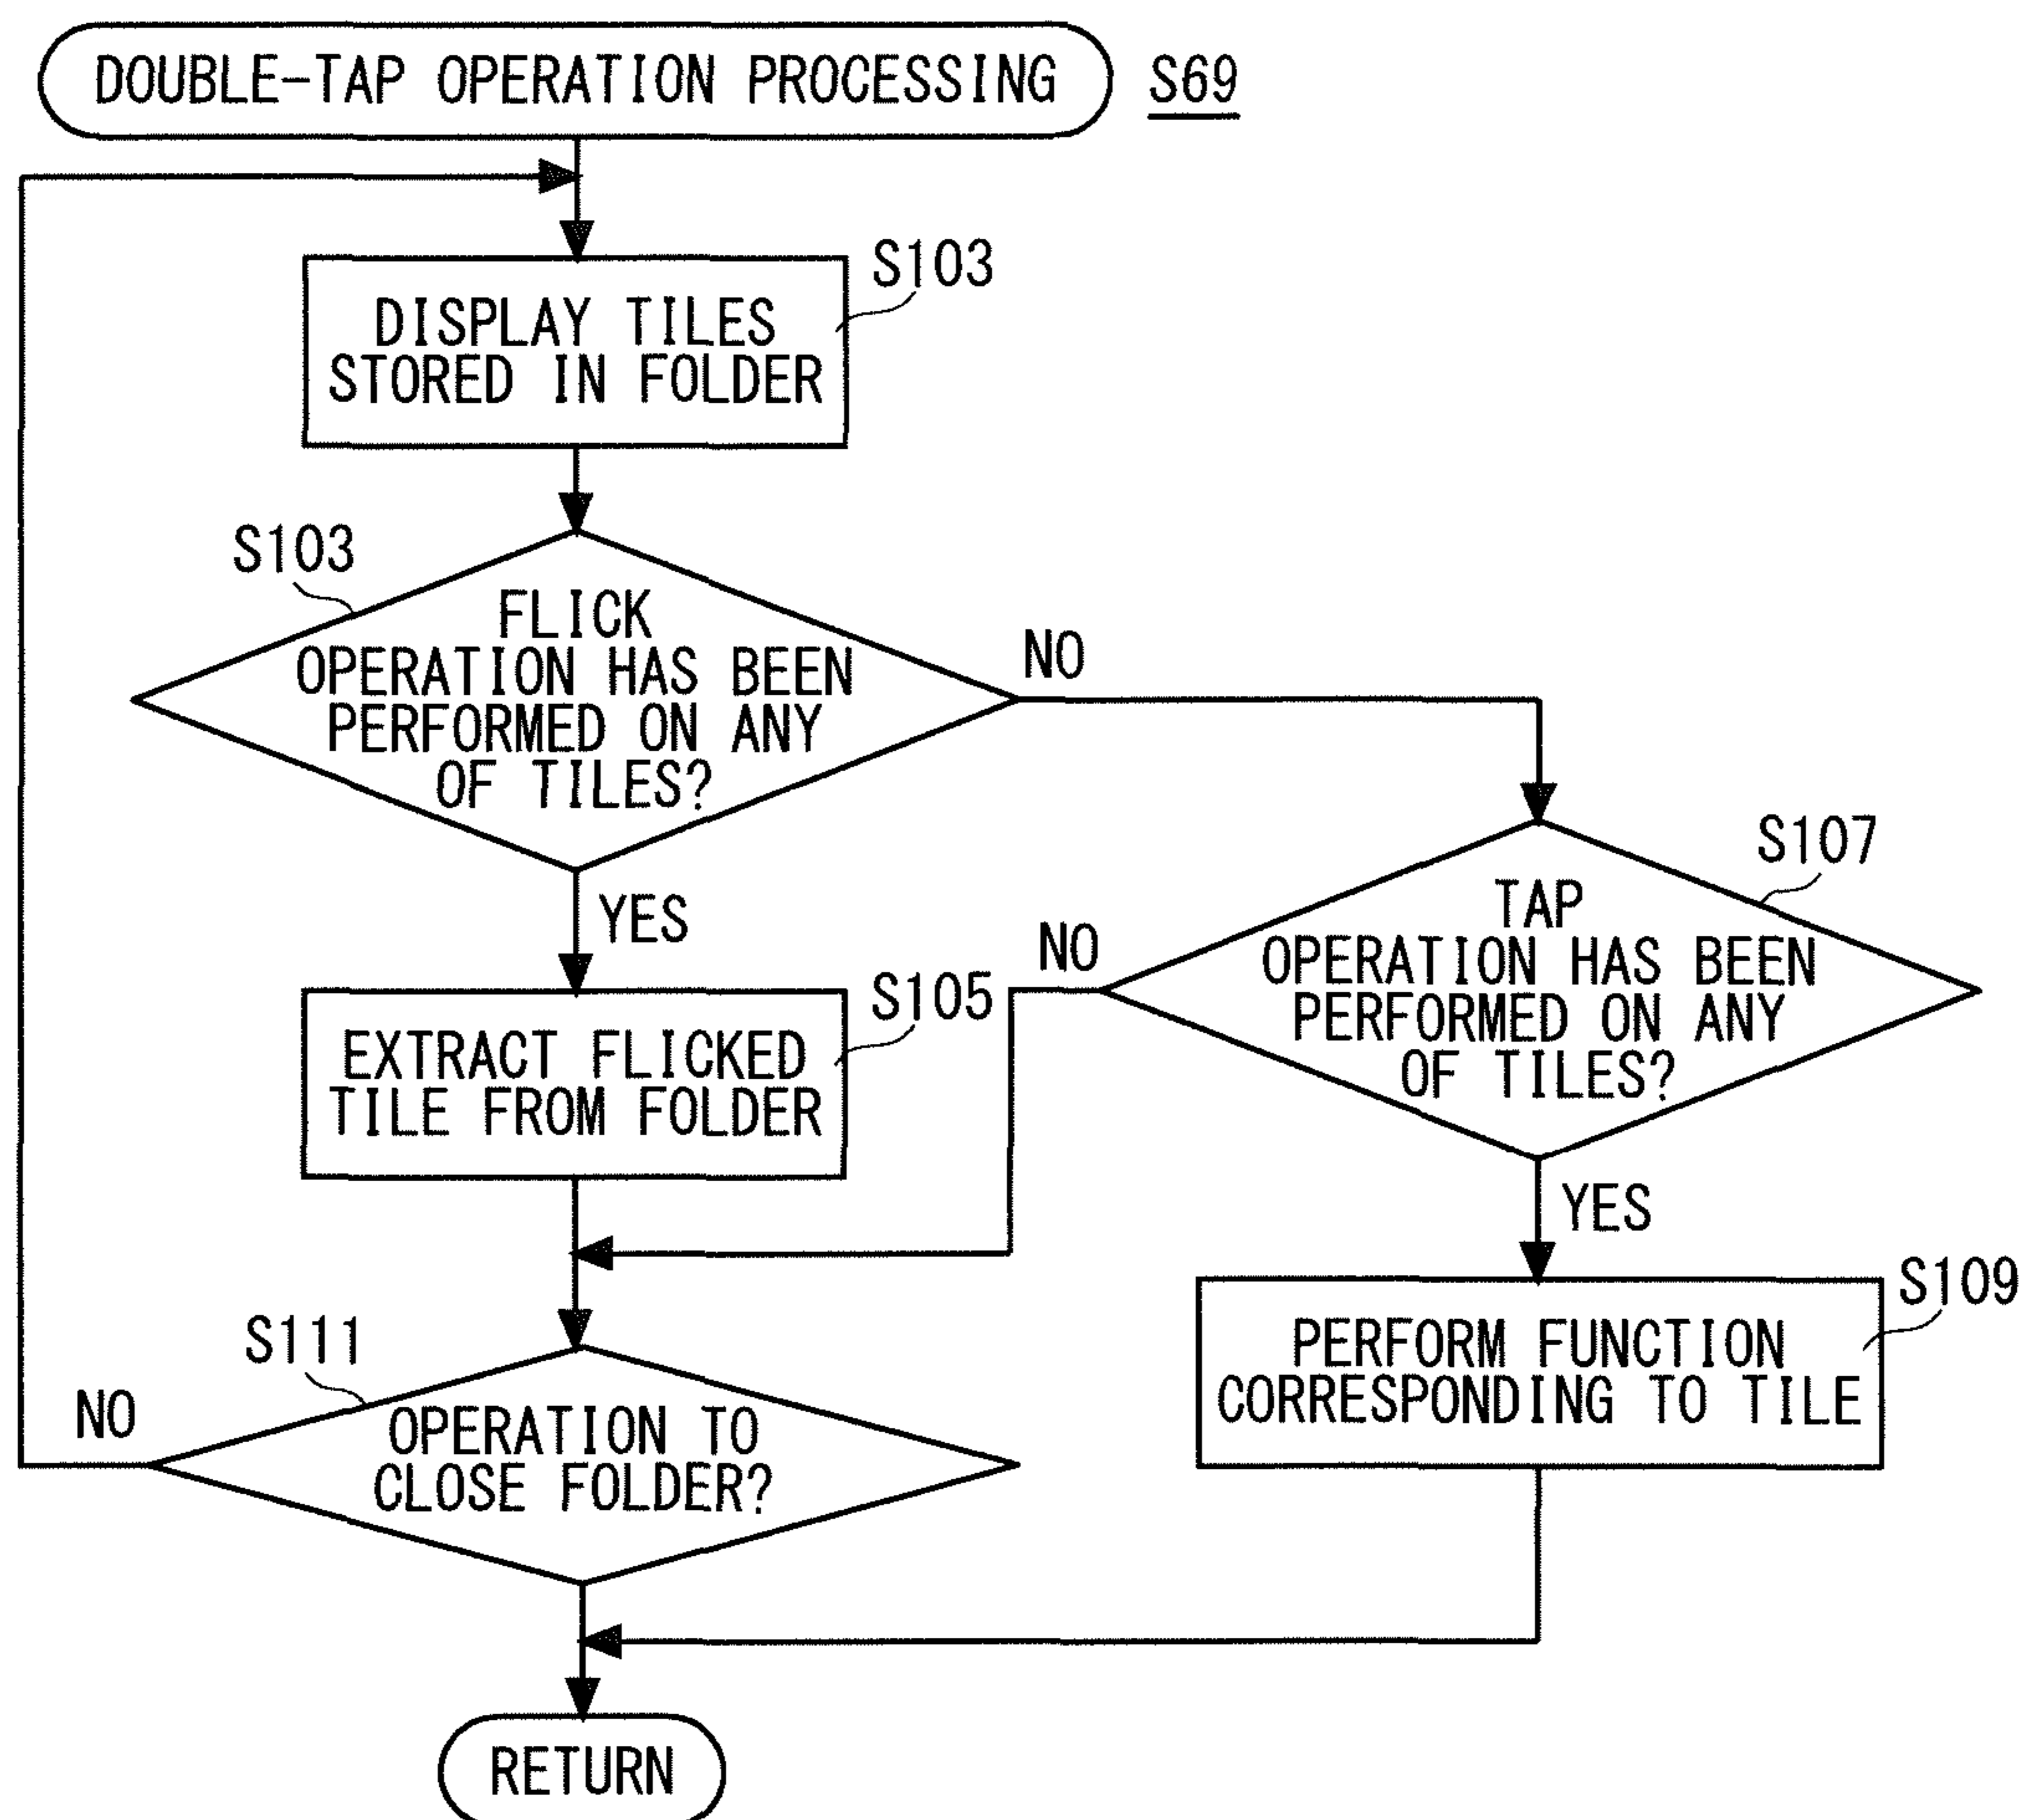 DOUBLE-TAP OPERATION PROCESSING
S69
S103
DISPLAY TILES
STORED IN FOLDER
S103
FLICK
OPERATION HAS BEEN
PERFORMED ON ANY
OF TILES?
NO
YES
S107
TAP
OPERATION HAS BEEN
PERFORMED ON ANY
OF TILES?
NO
YES
S105
EXTRACT FLICKED
TILE FROM FOLDER
S109
PERFORM FUNCTION
CORRESPONDING TO TILE
S111
OPERATION TO
CLOSE FOLDER?
NO
RETURN